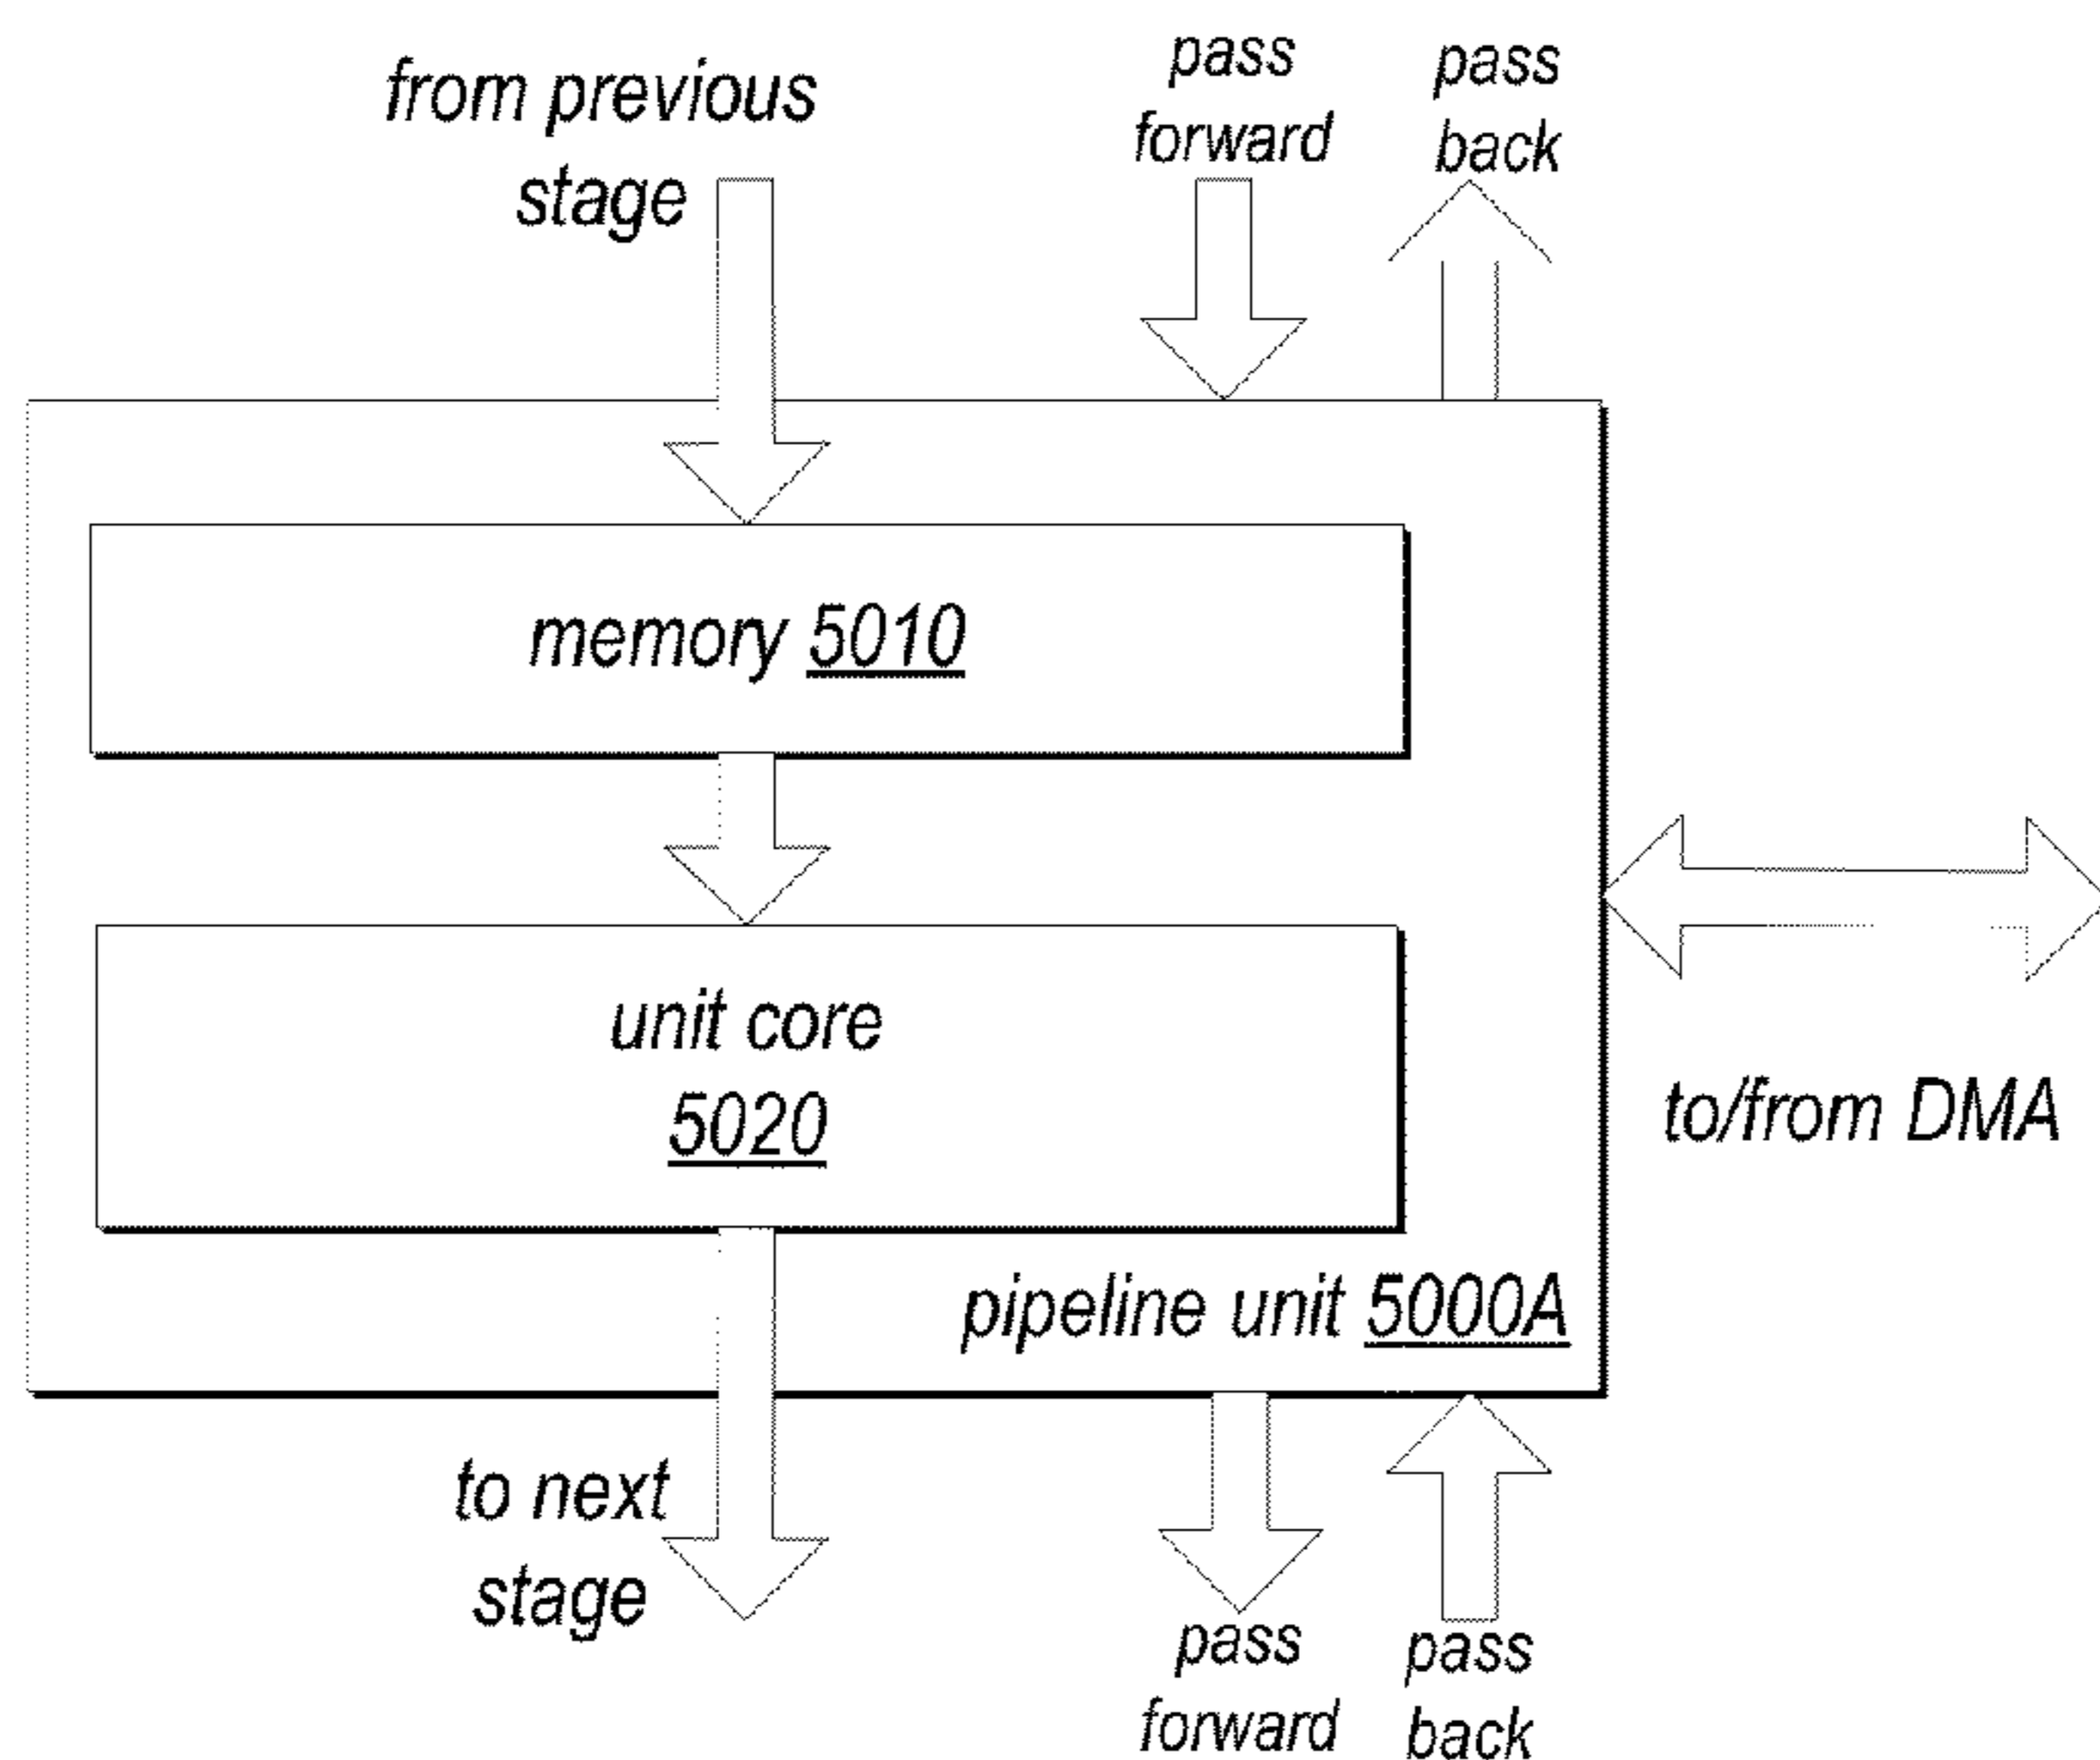 from previous
stage
pass
forward
pass
back
memory 5010
unit core
5020
to/from DMA
pipeline unit 5000A
to next
stage
pass
forward
pass
back